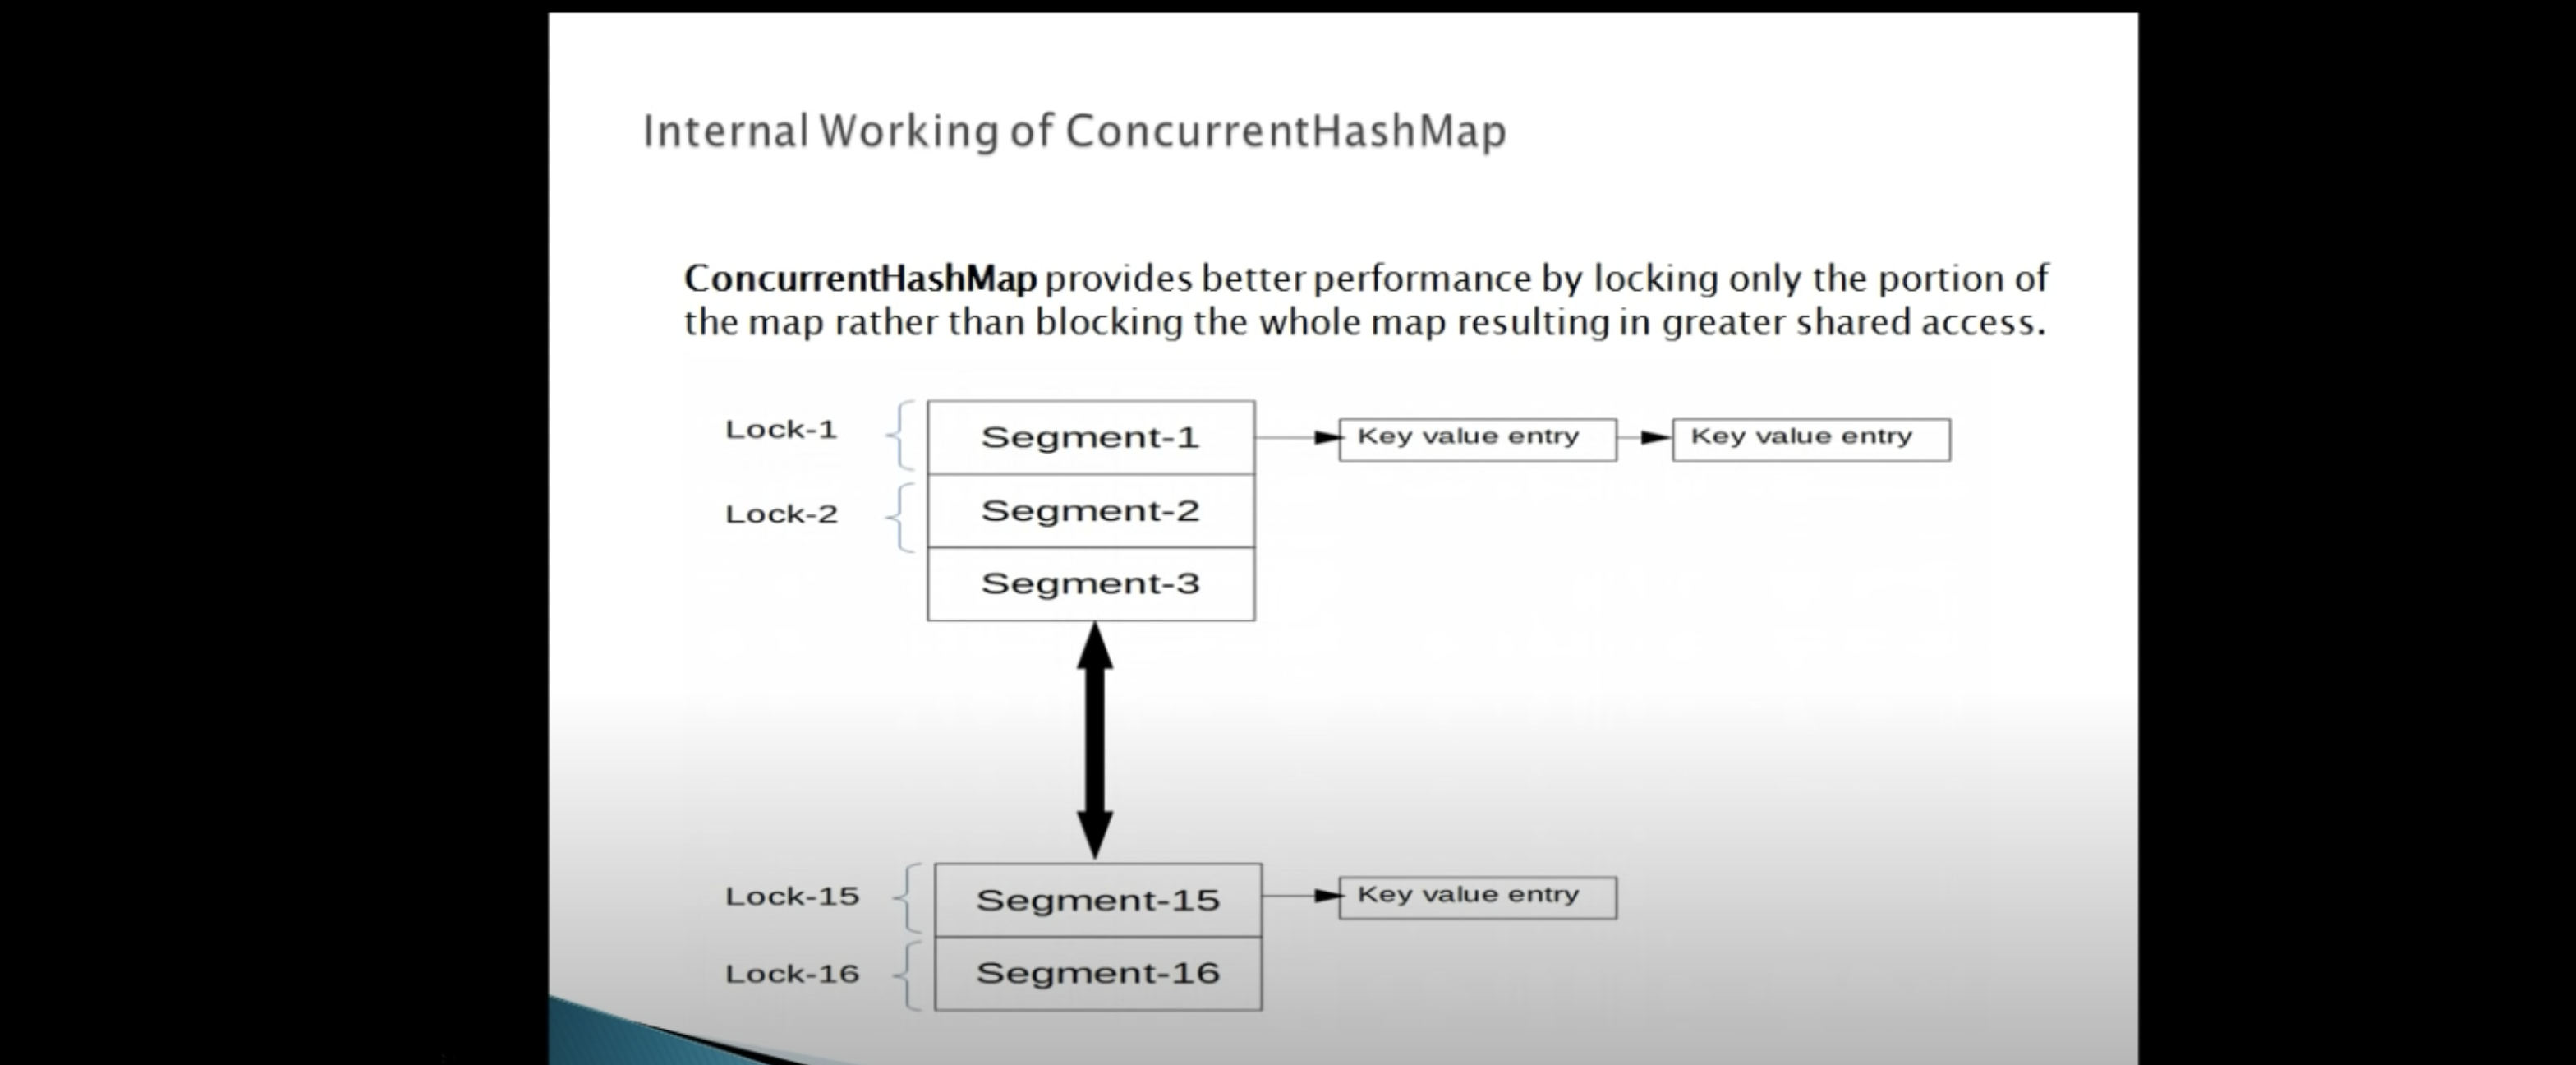 Internal Working of ConcurrentHashMap
ConcurrentHashMap provides better performance by locking only the portion of
the map rather than blocking the whole map resulting in greater shared access.
Lock-1
Segment-1
Key value entry
Key value entry
Lock-2
Segment-2
Segment-3
Lock-15
Segment-15
Key value entry
Lock-16
Segment-16